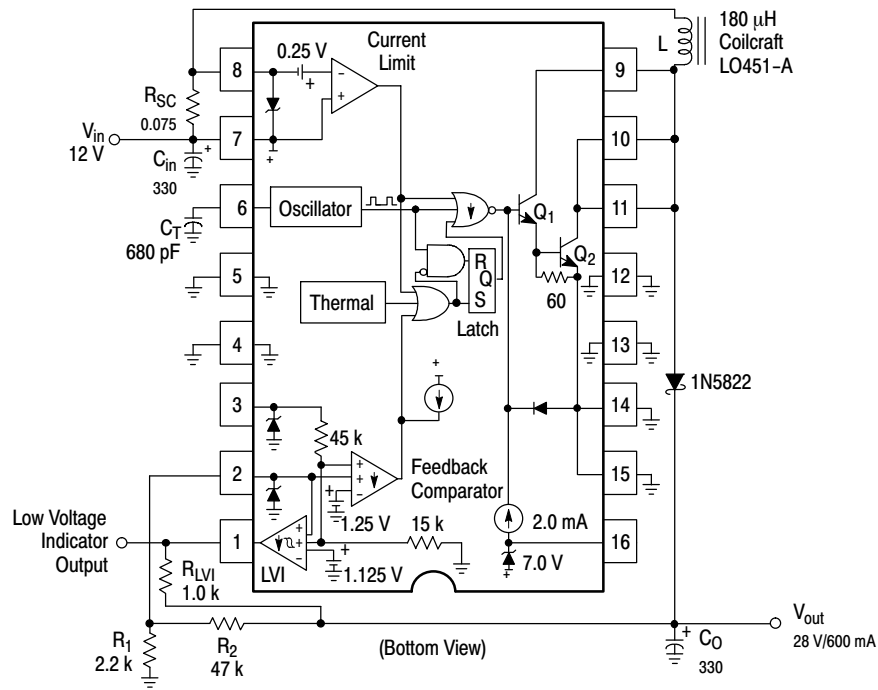 180 µH
Coilcraft
LO451-A
L
Current
Limit
0.25 V
-
+
+
8
9
RSC
0.075
Vin
12 V
7
10
+
Cin
330
+
6
Oscillator
11
CT
680 pF
Q1
Q2
5
R
Q
S
60
12
Thermal
Latch
4
13
+
1N5822
3
14
45 k
2
+
+
-
Feedback
Comparator
15
+
1.25 V
15 k
2.0 mA
Low Voltage
Indicator
Output
1
+
+
-
+
16
LVI
1.125 V
7.0 V
+
RLVI
1.0 k
Vout
28 V/600 mA
R1
2.2 k
R2
47 k
(Bottom View)
+
CO
330